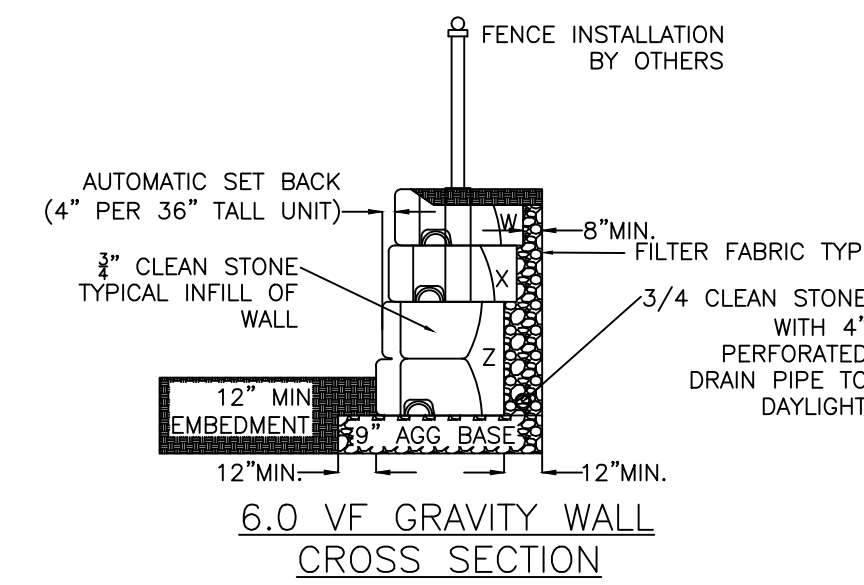 FENCE INSTALLATION
BY OTHERS
AUTOMATIC SET BACK
(4" PER 36" TALL UNIT)
W
8"MIN.
FILTER FABRIC TYP
3/4" CLEAN STONE
TYPICAL INFILL OF
WALL
X
3/4 CLEAN STONE
WITH 4"
PERFORATED
DRAIN PIPE TO
DAYLIGHT
Z
12" MIN
EMBEDMENT
9" AGG BASE
12"MIN.
12"MIN.
6.0 VF GRAVITY WALL
CROSS SECTION